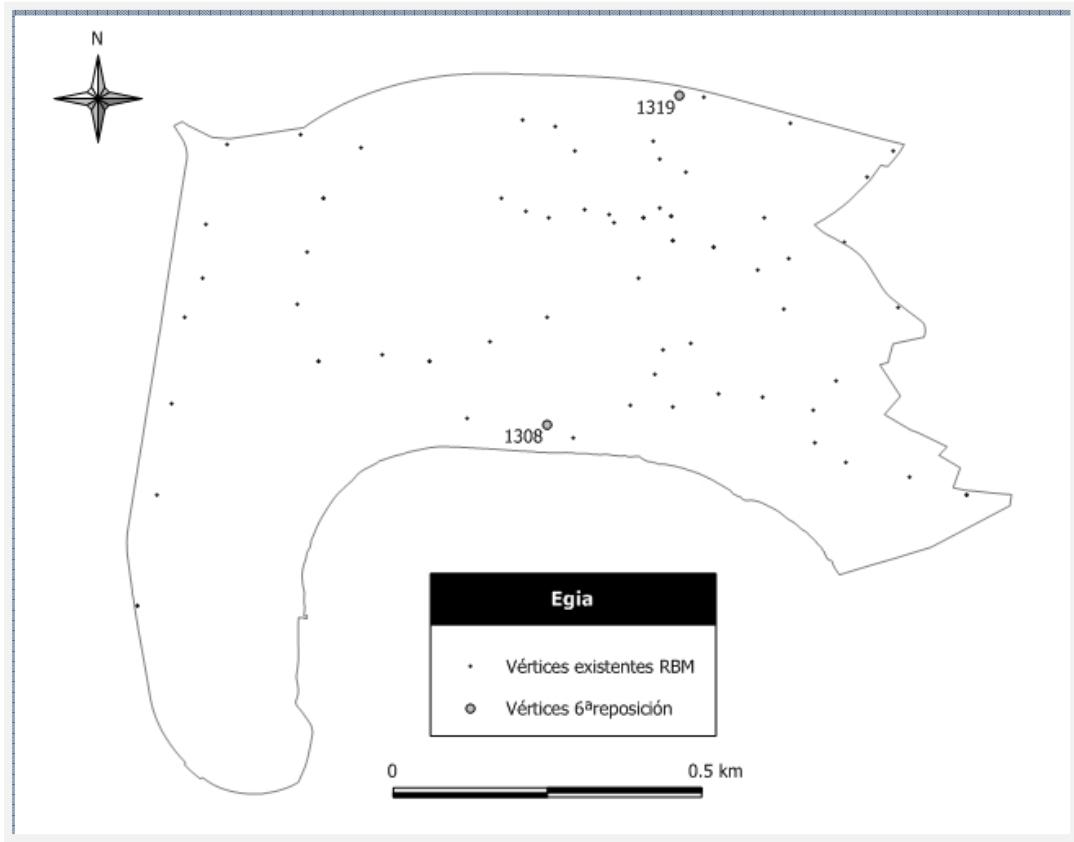 N
1319
1308
Egia
Vértices existentes RBM
Vértices 6ªreposición
0 0.5 km